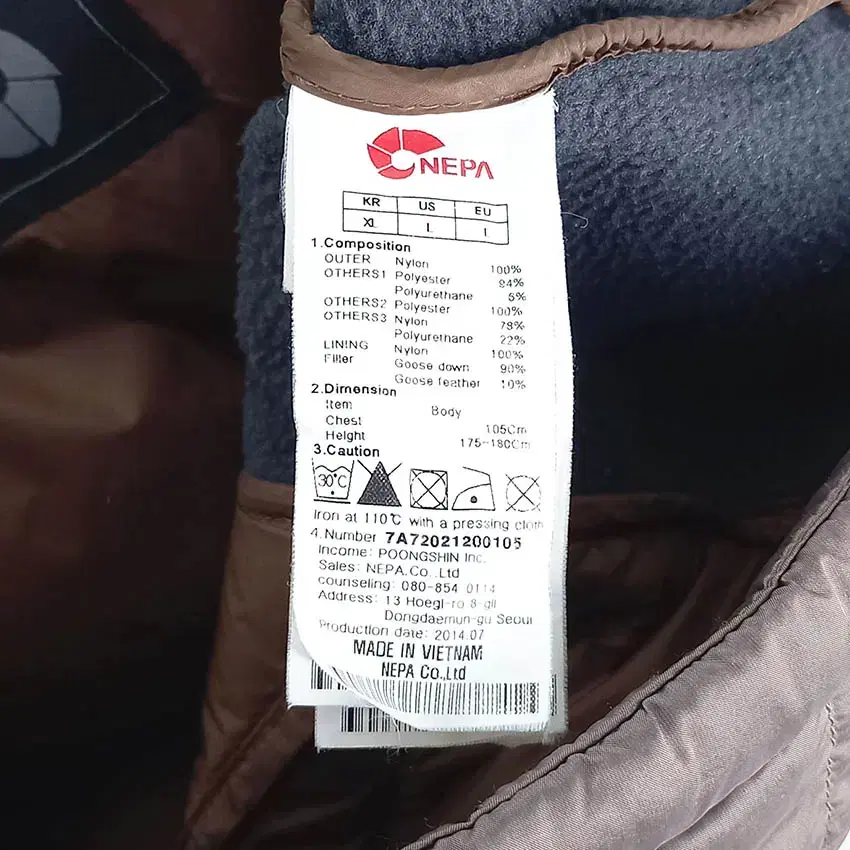 NEPA
KR US EU
XL L L
1.Composition
OUTER Nylon 100%
OTHERS1 Polyester 94%
Polyurethane 6%
OTHERS2 Polyester 100%
OTHERS3 Nylon 78%
Polyurethane 22%
LINING Nylon 100%
Filler Goose down 90%
Goose feather 10%
2.Dimension
Item Body
Chest 105Cm
Height 175-180Cm
3.Caution
30℃
Iron at 110℃ with a pressing cloth
4.Number 7A72021200105
Income: POONGSHIN Inc.
Sales: NEPA.Co.,Ltd
counseling: 080-854 0114
Address: 13 Hoegi-ro 8-gil
Dongdaemun-gu Seoul
Production date: 2014.07
MADE IN VIETNAM
NEPA Co.,Ltd